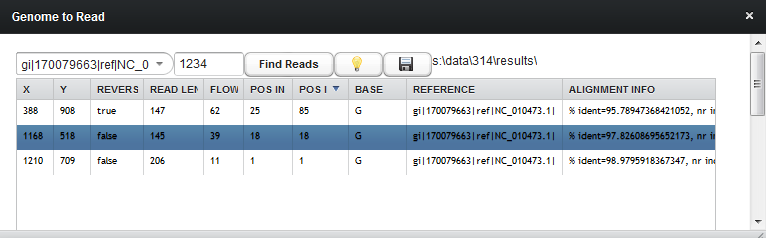 Genome to Read ×
gi|170079663|ref|NC_0 1234 Find Reads s:\data\314\results\
X Y REVERS READ LEN FLOW POS IN POS I BASE REFERENCE ALIGNMENT INFO
388 908 true 147 62 25 85 G gi|170079663|ref|NC_010473.1| % ident=95.78947368421052, nr in
1168 518 false 145 39 18 18 G gi|170079663|ref|NC_010473.1| % ident=97.82608695652173, nr in
1210 709 false 206 11 1 1 G gi|170079663|ref|NC_010473.1| % ident=98.9795918367347, nr inc